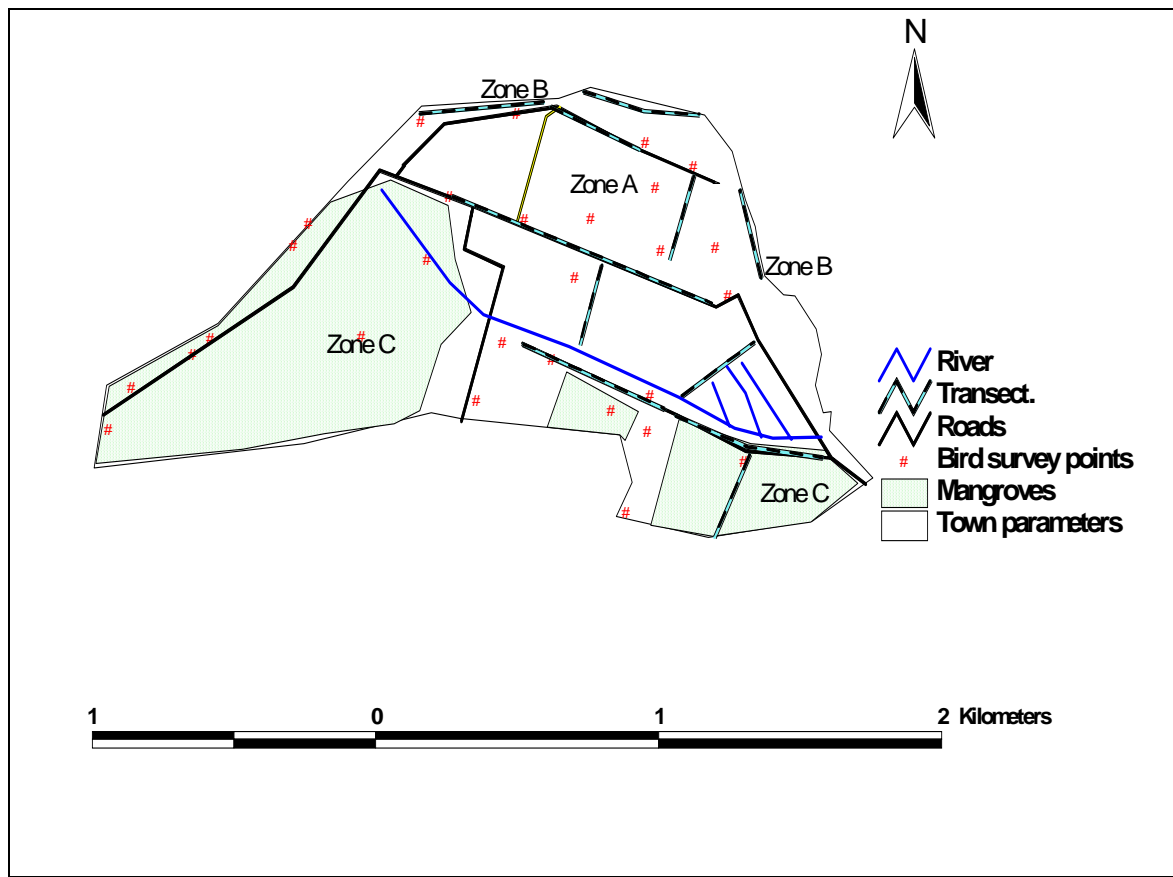 N
Zone B
Zone A
Zone B
Zone C
River
Transect.
Roads
# Bird survey points
Zone C
Mangroves
Town parameters
1 0 1 2 Kilometers